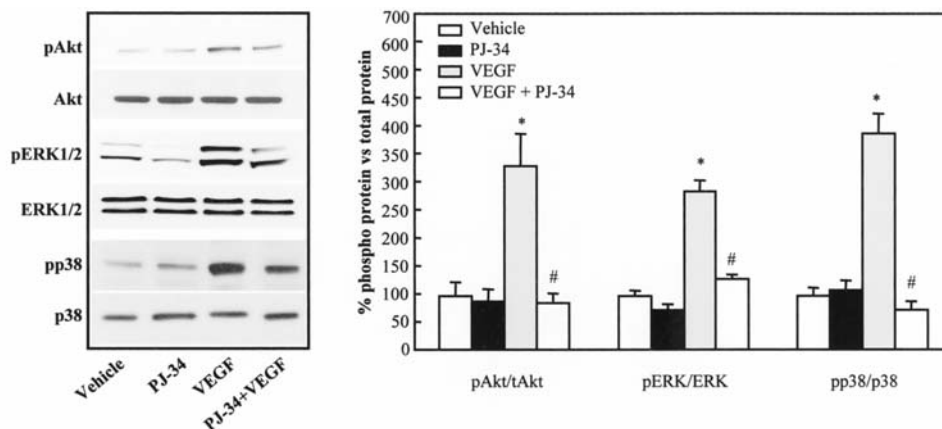 pAkt
Akt
pERK1/2
ERK1/2
pp38
p38
Vehicle
PJ-34
VEGF
PJ-34+VEGF
% phospho protein vs total protein
700
600
500
450
400
350
300
250
200
150
100
50
0
Vehicle
PJ-34
VEGF
VEGF + PJ-34
*
#
*
#
*
#
pAkt/tAkt
pERK/ERK
pp38/p38